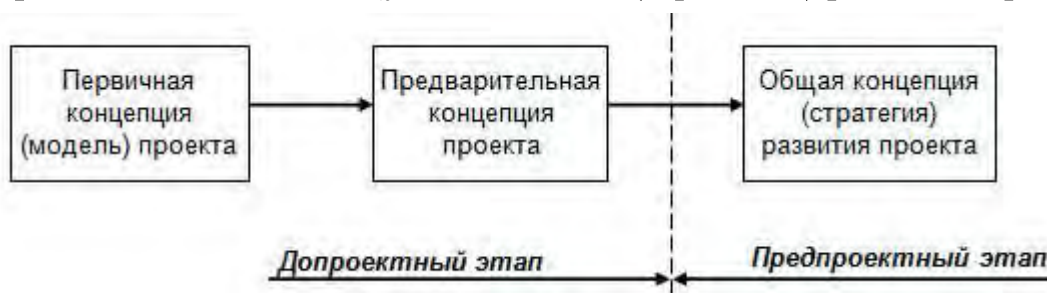 Первичная
концепция
(модель) проекта
Предварительная
концепция
проекта
Общая концепция
(стратегия)
развития проекта
Допроектный этап
Предпроектный этап